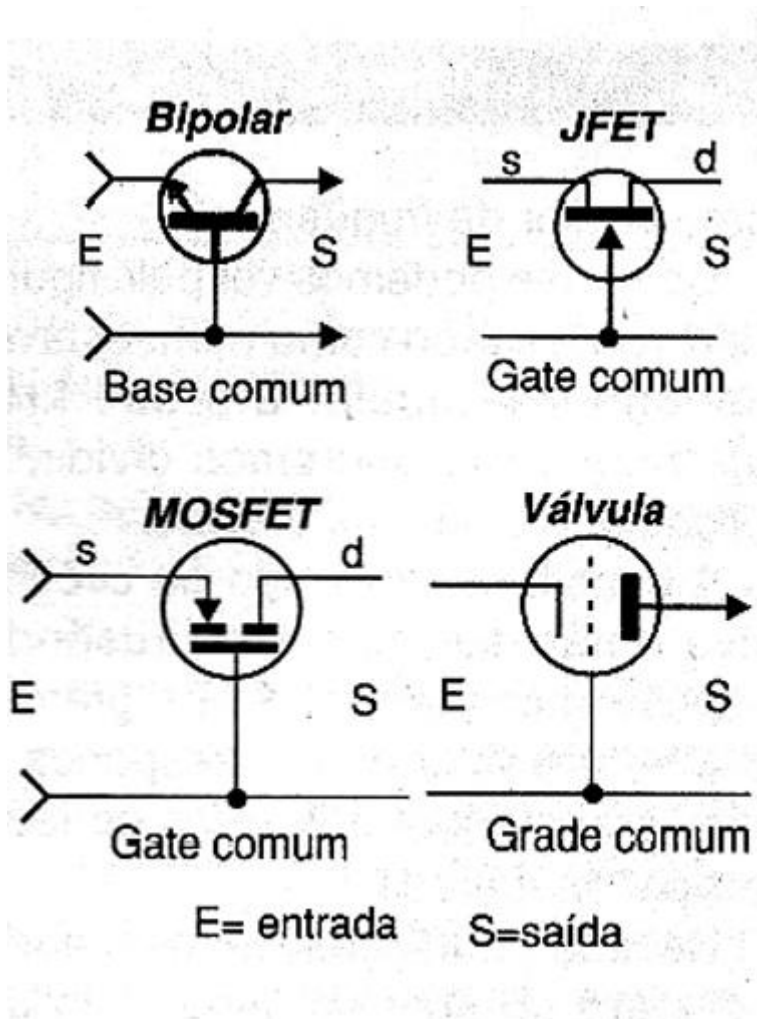 Bipolar
JFET
s d
E S
E S
Base comum
Gate comum
MOSFET
Válvula
s d
E S
E S
Gate comum
Grade comum
E= entrada
S=saída